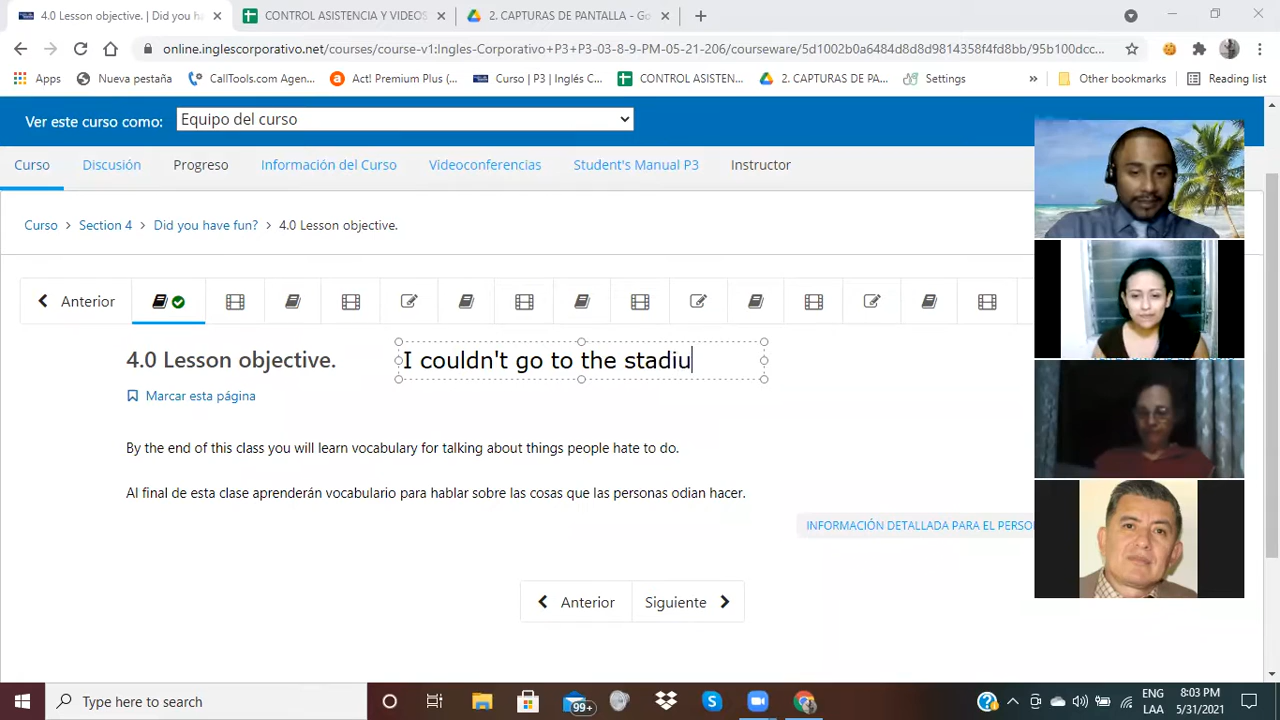 4.0 Lesson objective. | Did you ha
CONTROL ASISTENCIA Y VIDEOS
2. CAPTURAS DE PANTALLA - Go
online.inglescorporativo.net/courses/course-v1:Ingles-Corporativo+P3+P3-03-8-9-PM-05-21-206/courseware/5d1002b0a6484d8d8d9814358f4fd8bb/95b100dcc...
Apps
Nueva pestaña
CallTools.com Agen...
Act! Premium Plus (...
Curso | P3 | Inglés C...
CONTROL ASISTEN...
2. CAPTURAS DE PA...
Settings
»
Other bookmarks
Reading list
Ver este curso como:
Equipo del curso
Curso
Discusión
Progreso
Información del Curso
Videoconferencias
Student's Manual P3
Instructor
Curso > Section 4 > Did you have fun? > 4.0 Lesson objective.
Anterior
4.0 Lesson objective.
I couldn't go to the stadiu
Marcar esta página
By the end of this class you will learn vocabulary for talking about things people hate to do.
Al final de esta clase aprenderán vocabulario para hablar sobre las cosas que las personas odian hacer.
INFORMACIÓN DETALLADA PARA EL PERSO
Anterior
Siguiente
Type here to search
99+
ENG
LAA
8:03 PM
5/31/2021